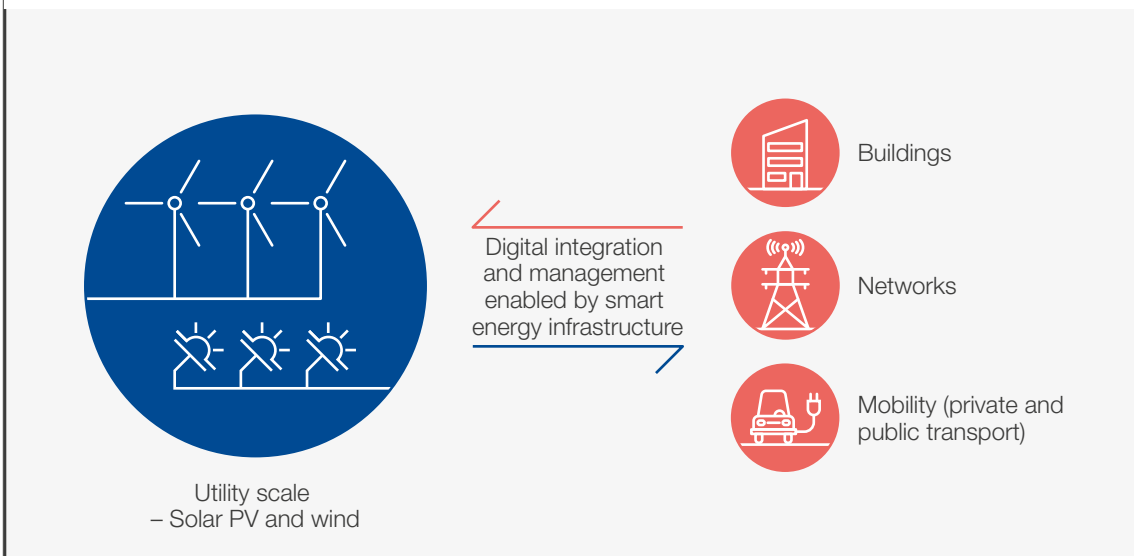 Utility scale
– Solar PV and wind
Digital integration
and management
enabled by smart
energy infrastructure
Buildings
Networks
Mobility (private and
public transport)